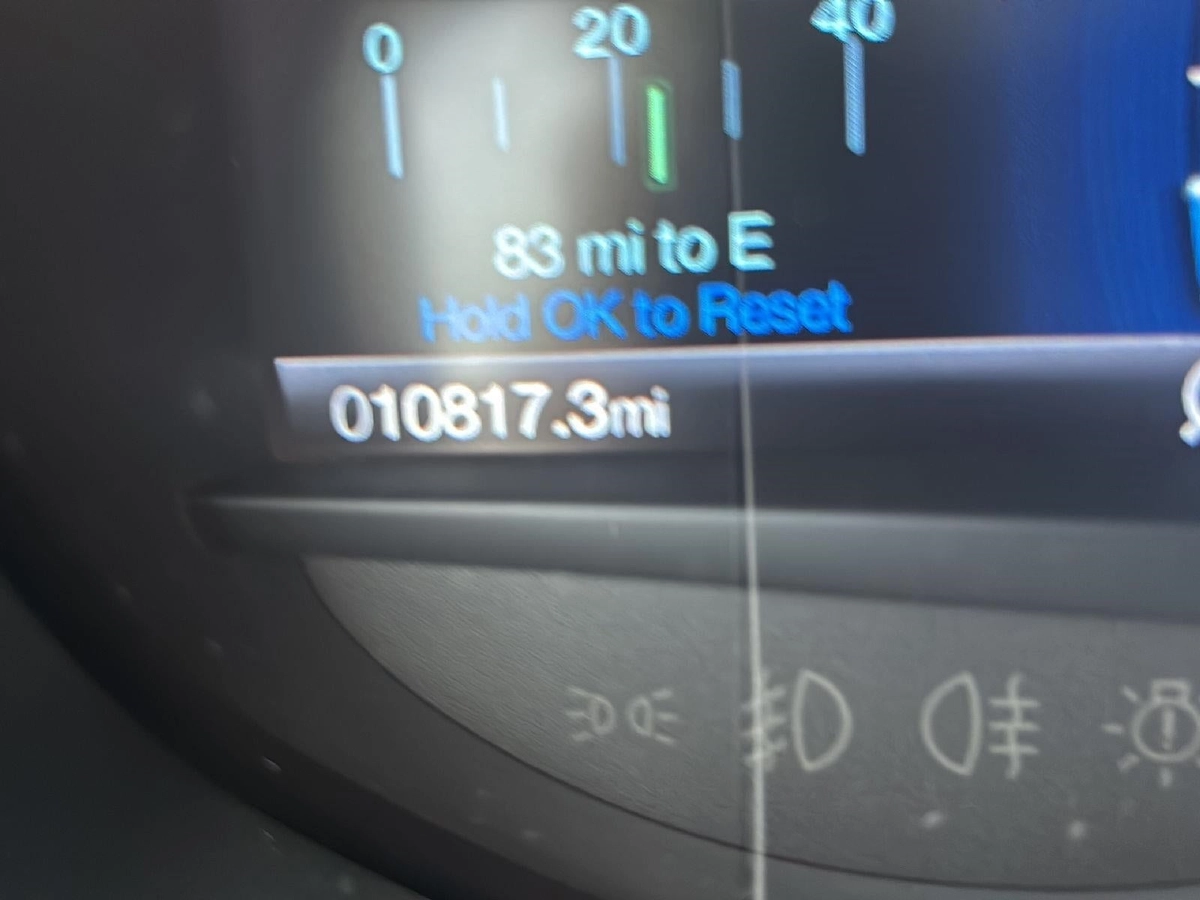 0 20 40
83 mi to E
Hold OK to Reset
010817.3mi